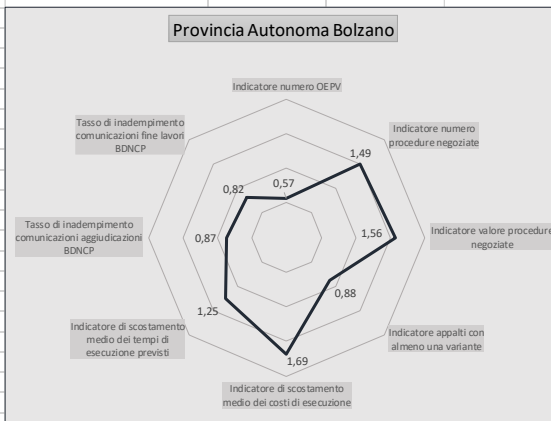 Provincia Autonoma Bolzano
Indicatore numero OEPV
Tasso di inadempimento
comunicazioni fine lavori
BDNCP
Indicatore numero
procedure negoziate
1,49
0,57
0,82
Tasso di inadempimento
comunicazioni aggiudicazioni
BDNCP
0,87
1,56
Indicatore valore procedure
negoziate
0,88
1,25
Indicatore di scostamento
medio dei tempi di
esecuzione previsti
Indicatore appalti con
almeno una variante
1,69
Indicatore di scostamento
medio dei costi di esecuzione